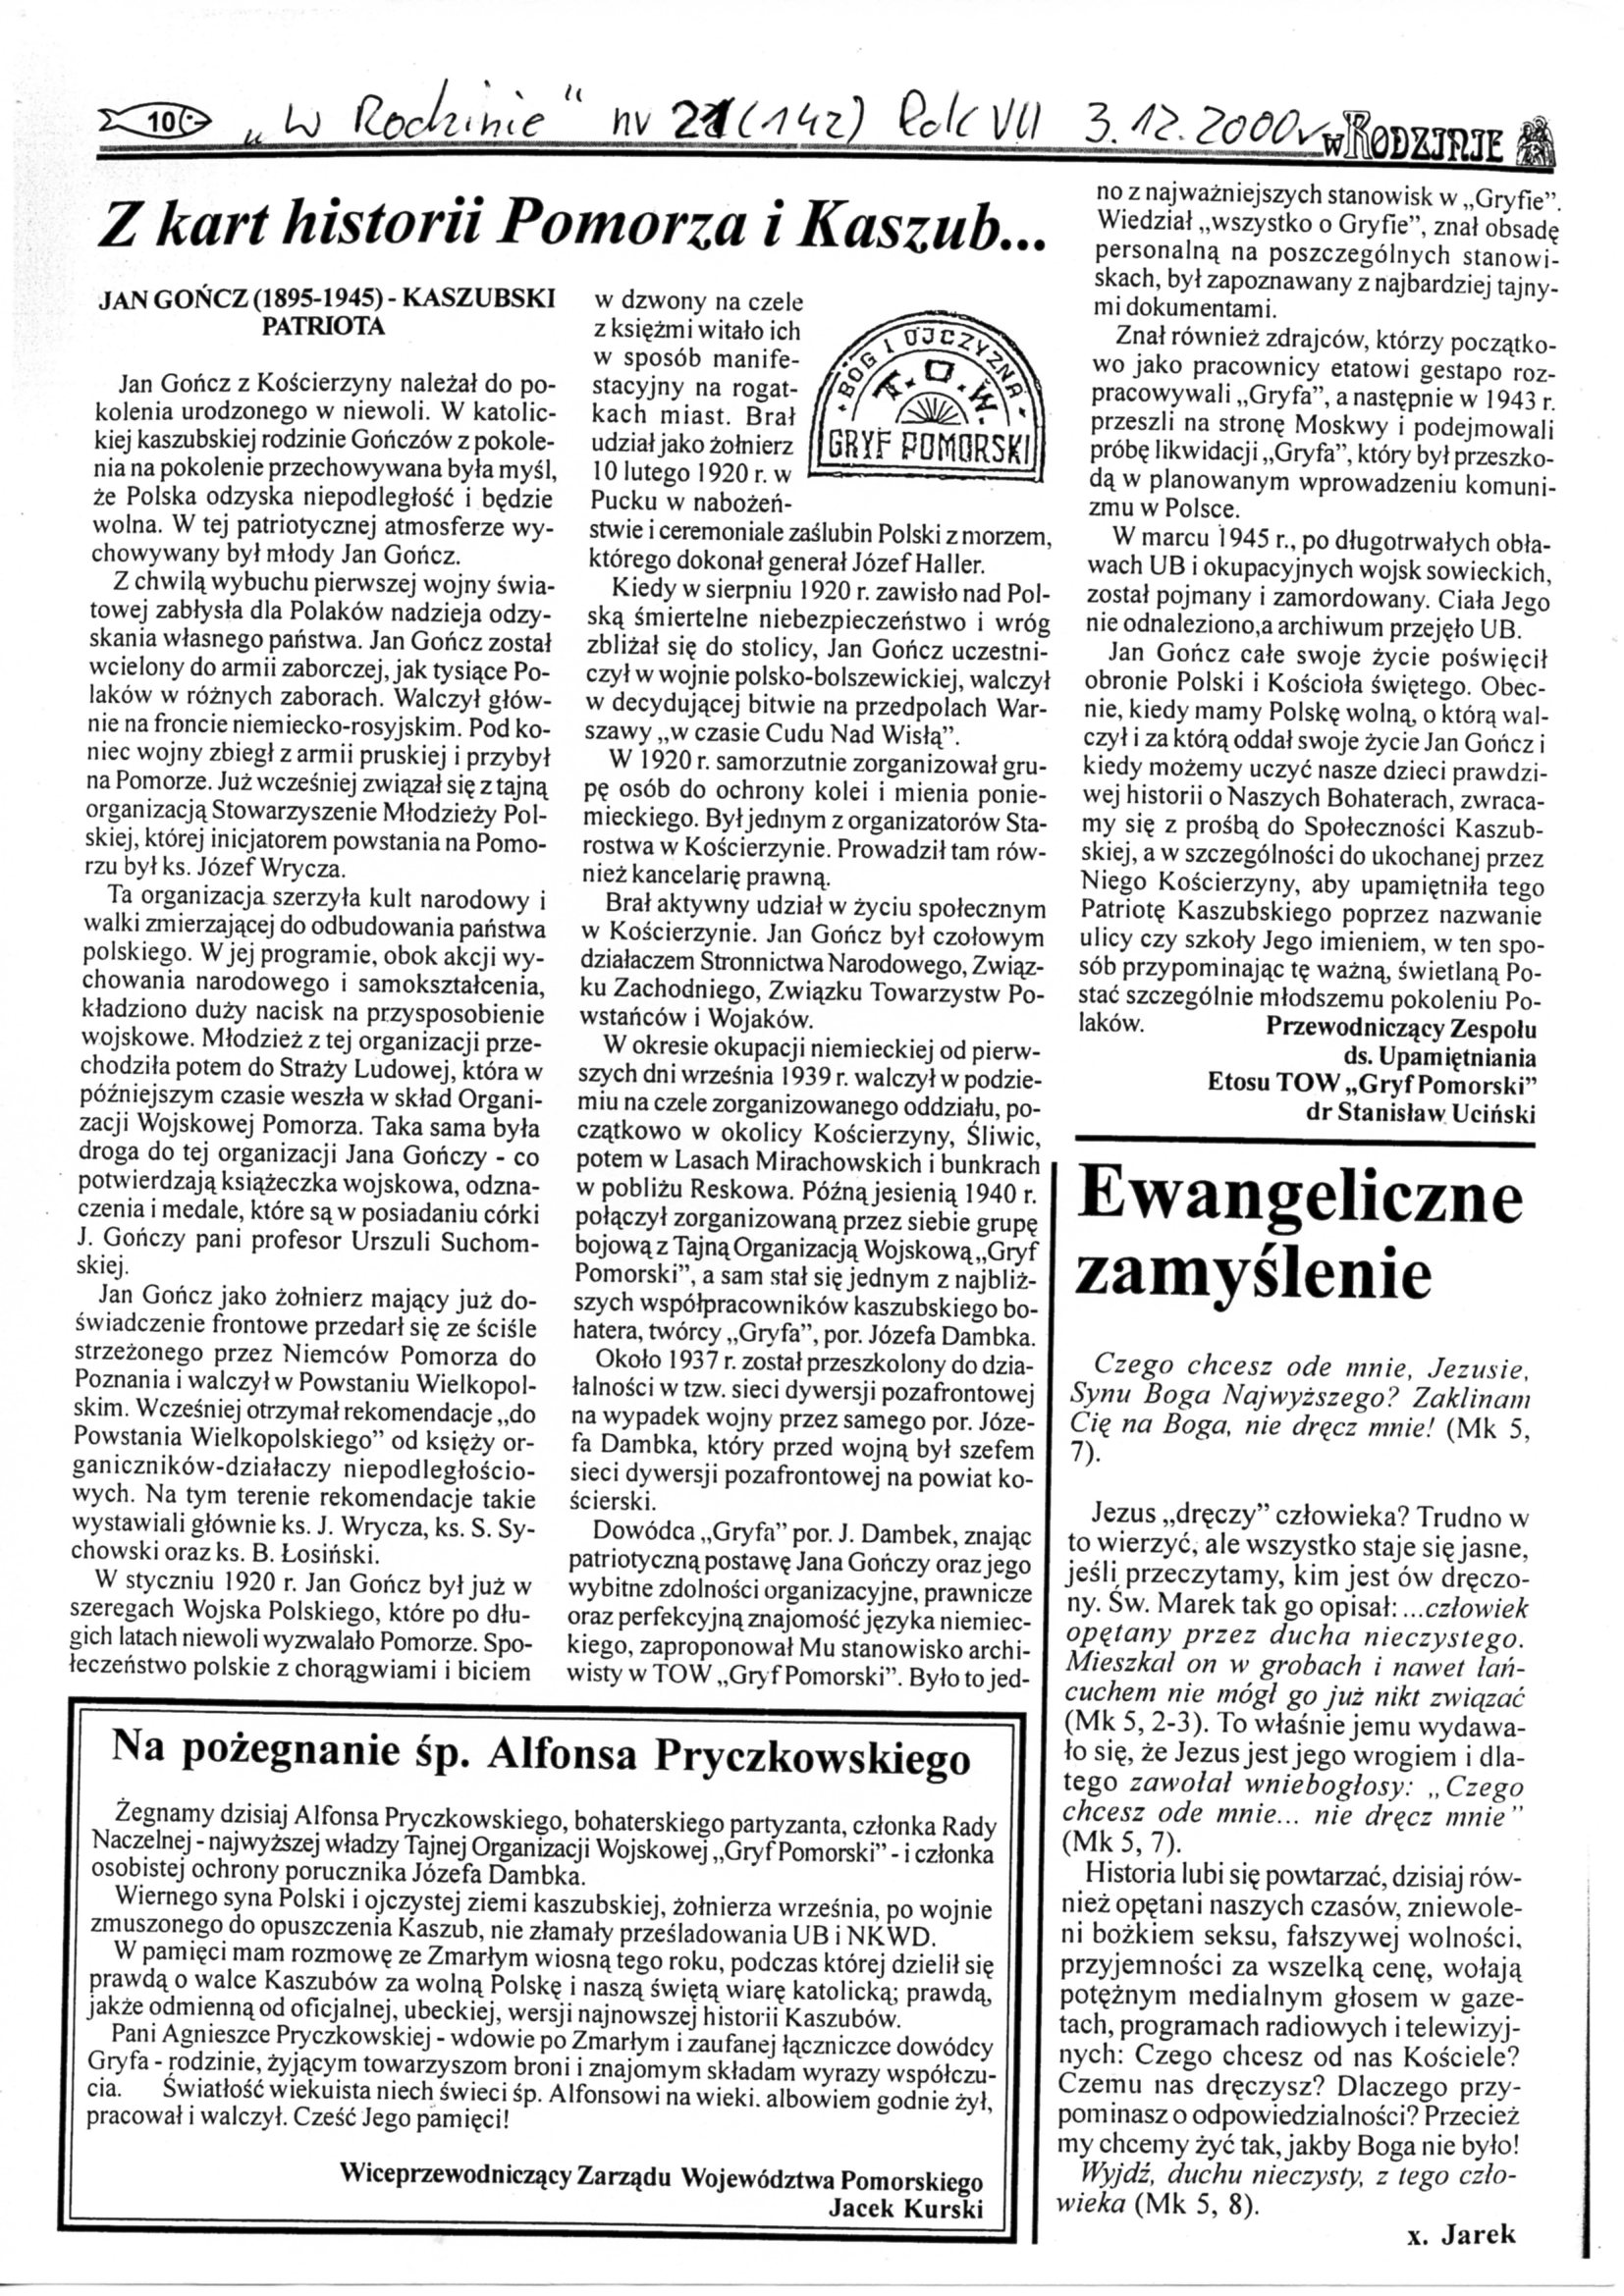 10
„W Rodzinie“ nr 21 (142) Rok VII 3.12.2000r
W RODZINIE
Z kart historii Pomorza i Kaszub...
JAN GOŃCZ (1895-1945) - KASZUBSKI
PATRIOTA
Jan Gończ z Kościerzyny należał do po-
kolenia urodzonego w niewoli. W katolic-
kiej kaszubskiej rodzinie Gończów z pokole-
nia na pokolenie przechowywana była myśl,
że Polska odzyska niepodległość i będzie
wolna. W tej patriotycznej atmosferze wy-
chowywany był młody Jan Gończ.
Z chwilą wybuchu pierwszej wojny świa-
towej zabłysła dla Polaków nadzieja odzy-
skania własnego państwa. Jan Gończ został
wcielony do armii zaborczej, jak tysiące Po-
laków w różnych zaborach. Walczył głów-
nie na froncie niemiecko-rosyjskim. Pod ko-
niec wojny zbiegł z armii pruskiej i przybył
na Pomorze. Już wcześniej związał się z tajną
organizacją Stowarzyszenie Młodzieży Pol-
skiej, której inicjatorem powstania na Pomo-
rzu był ks. Józef Wrycza.
Ta organizacja szerzyła kult narodowy i
walki zmierzającej do odbudowania państwa
polskiego. W jej programie, obok akcji wy-
chowania narodowego i samokształcenia,
kładziono duży nacisk na przysposobienie
wojskowe. Młodzież z tej organizacji prze-
chodziła potem do Straży Ludowej, która w
późniejszym czasie weszła w skład Organi-
zacji Wojskowej Pomorza. Taka sama była
droga do tej organizacji Jana Gończy - co
potwierdzają książeczka wojskowa, odzna-
czenia i medale, które są w posiadaniu córki
J. Gończy pani profesor Urszuli Suchom-
skiej.
Jan Gończ jako żołnierz mający już do-
świadczenie frontowe przedarł się ze ściśle
strzeżonego przez Niemców Pomorza do
Poznania i walczył w Powstaniu Wielkopol-
skim. Wcześniej otrzymał rekomendacje „do
Powstania Wielkopolskiego” od księży or-
ganiczników-działaczy niepodległościo-
wych. Na tym terenie rekomendacje takie
wystawiali głównie ks. J. Wrycza, ks. S. Sy-
chowski oraz ks. B. Łosiński.
W styczniu 1920 r. Jan Gończ był już w
szeregach Wojska Polskiego, które po dłu-
gich latach niewoli wyzwalało Pomorze. Spo-
łeczeństwo polskie z chorągwiami i biciem
w dzwony na czele
z księżmi witało ich
w sposób manife-
stacyjny na rogat-
kach miast. Brał
udział jako żołnierz
10 lutego 1920 r. w
Pucku w nabożeń-
stwie i ceremoniale zaślubin Polski z morzem,
którego dokonał generał Józef Haller.
BÓG I OJCZYZNA
T.O.W.
GRYF POMORSKI
Kiedy w sierpniu 1920 r. zawisło nad Pol-
ską śmiertelne niebezpieczeństwo i wróg
zbliżał się do stolicy, Jan Gończ uczestni-
czył w wojnie polsko-bolszewickiej, walczył
w decydującej bitwie na przedpolach War-
szawy „w czasie Cudu Nad Wisłą”.
W 1920 r. samorzutnie zorganizował gru-
pę osób do ochrony kolei i mienia ponie-
mieckiego. Był jednym z organizatorów Sta-
rostwa w Kościerzynie. Prowadził tam rów-
nież kancelarię prawną.
Brał aktywny udział w życiu społecznym
w Kościerzynie. Jan Gończ był czołowym
działaczem Stronnictwa Narodowego, Związ-
ku Zachodniego, Związku Towarzystw Po-
wstańców i Wojaków.
W okresie okupacji niemieckiej od pierw-
szych dni września 1939 r. walczył w podzie-
miu na czele zorganizowanego oddziału, po-
czątkowo w okolicy Kościerzyny, Śliwic,
potem w Lasach Mirachowskich i bunkrach
w pobliżu Reskowa. Późną jesienią 1940 r.
połączył zorganizowaną przez siebie grupę
bojową z Tajną Organizacją Wojskową „Gryf
Pomorski”, a sam stał się jednym z najbliż-
szych współpracowników kaszubskiego bo-
hatera, twórcy „Gryfa”, por. Józefa Dambka.
Około 1937 r. został przeszkolony do dzia-
łalności w tzw. sieci dywersji pozafrontowej
na wypadek wojny przez samego por. Józe-
fa Dambka, który przed wojną był szefem
sieci dywersji pozafrontowej na powiat ko-
ścierski.
Dowódca „Gryfa” por. J. Dambek, znając
patriotyczną postawę Jana Gończy oraz jego
wybitne zdolności organizacyjne, prawnicze
oraz perfekcyjną znajomość języka niemiec-
kiego, zaproponował Mu stanowisko archi-
wisty w TOW „Gryf Pomorski”. Było to jed-
no z najważniejszych stanowisk w „Gryfie”.
Wiedział „wszystko o Gryfie”, znał obsadę
personalną na poszczególnych stanowi-
skach, był zapoznawany z najbardziej tajny-
mi dokumentami.
Znał również zdrajców, którzy początko-
wo jako pracownicy etatowi gestapo roz-
pracowywali „Gryfa”, a następnie w 1943 r.
przeszli na stronę Moskwy i podejmowali
próbę likwidacji „Gryfa”, który był przeszko-
dą w planowanym wprowadzeniu komuni-
zmu w Polsce.
W marcu 1945 r., po długotrwałych obła-
wach UB i okupacyjnych wojsk sowieckich,
został pojmany i zamordowany. Ciała Jego
nie odnaleziono,a archiwum przejęło UB.
Jan Gończ całe swoje życie poświęcił
obronie Polski i Kościoła świętego. Obec-
nie, kiedy mamy Polskę wolną, o którą wal-
czył i za którą oddał swoje życie Jan Gończ i
kiedy możemy uczyć nasze dzieci prawdzi-
wej historii o Naszych Bohaterach, zwraca-
my się z prośbą do Społeczności Kaszub-
skiej, a w szczególności do ukochanej przez
Niego Kościerzyny, aby upamiętniła tego
Patriotę Kaszubskiego poprzez nazwanie
ulicy czy szkoły Jego imieniem, w ten spo-
sób przypominając tę ważną, świetlaną Po-
stać szczególnie młodszemu pokoleniu Po-
laków. Przewodniczący Zespołu
ds. Upamiętniania
Etosu TOW „Gryf Pomorski”
dr Stanisław Uciński
Na pożegnanie śp. Alfonsa Pryczkowskiego
Żegnamy dzisiaj Alfonsa Pryczkowskiego, bohaterskiego partyzanta, członka Rady
Naczelnej - najwyższej władzy Tajnej Organizacji Wojskowej „Gryf Pomorski” - i członka
osobistej ochrony porucznika Józefa Dambka.
Wiernego syna Polski i ojczystej ziemi kaszubskiej, żołnierza września, po wojnie
zmuszonego do opuszczenia Kaszub, nie złamały prześladowania UB i NKWD.
W pamięci mam rozmowę ze Zmarłym wiosną tego roku, podczas której dzielił się
prawdą o walce Kaszubów za wolną Polskę i naszą świętą wiarę katolicką; prawdą,
jakże odmienną od oficjalnej, ubeckiej, wersji najnowszej historii Kaszubów.
Pani Agnieszce Pryczkowskiej - wdowie po Zmarłym i zaufanej łączniczce dowódcy
Gryfa - rodzinie, żyjącym towarzyszom broni i znajomym składam wyrazy współczu-
cia. Światłość wiekuista niech świeci śp. Alfonsowi na wieki. albowiem godnie żył,
pracował i walczył. Cześć Jego pamięci!
Wiceprzewodniczący Zarządu Województwa Pomorskiego
Jacek Kurski
Ewangeliczne
zamyślenie
Czego chcesz ode mnie, Jezusie,
Synu Boga Najwyższego? Zaklinam
Cię na Boga, nie dręcz mnie! (Mk 5,
7).
Jezus „dręczy” człowieka? Trudno w
to wierzyć, ale wszystko staje się jasne,
jeśli przeczytamy, kim jest ów dręczo-
ny. Św. Marek tak go opisał: ...człowiek
opętany przez ducha nieczystego.
Mieszkał on w grobach i nawet łań-
cuchem nie mógł go już nikt związać
(Mk 5, 2-3). To właśnie jemu wydawa-
ło się, że Jezus jest jego wrogiem i dla-
tego zawołał wniebogłosy: „Czego
chcesz ode mnie... nie dręcz mnie”
(Mk 5, 7).
Historia lubi się powtarzać, dzisiaj rów-
nież opętani naszych czasów, zniewole-
ni bożkiem seksu, fałszywej wolności,
przyjemności za wszelką cenę, wołają
potężnym medialnym głosem w gaze-
tach, programach radiowych i telewizyj-
nych: Czego chcesz od nas Kościele?
Czemu nas dręczysz? Dlaczego przy-
pominasz o odpowiedzialności? Przecież
my chcemy żyć tak, jakby Boga nie było!
Wyjdź, duchu nieczysty, z tego czło-
wieka (Mk 5, 8).
x. Jarek